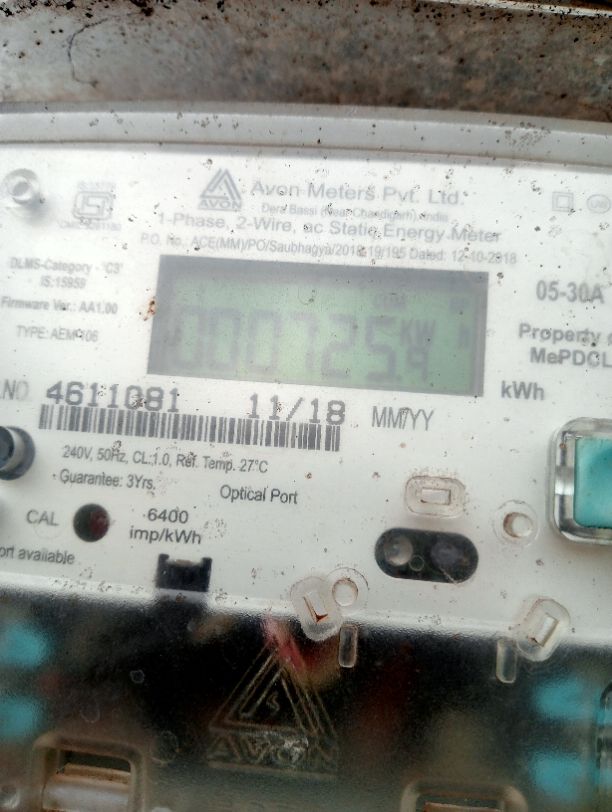 AVON
Avon Meters Pvt. Ltd.
Dera Bassi (Near Chandigarh) India
1-Phase, 2-Wire, ac Static Energy Meter
P.O. No.: ACE(MM)/PO/Saubhagya/2018-19/195 Dated: 12-10-2018
DLMS-Category - 'C3'
IS:15959
Firmware Ver.: AA1.00
TYPE: AEM-106
05-30A
Property
MePDCL
000725.9 KW
kWh
.NO. 4611081 11/18 MM/YY
240V, 50Hz, CL:1.0, Ref. Temp. 27°C
Guarantee: 3Yrs.
Optical Port
CAL
6400
imp/kWh
ort available
AVON